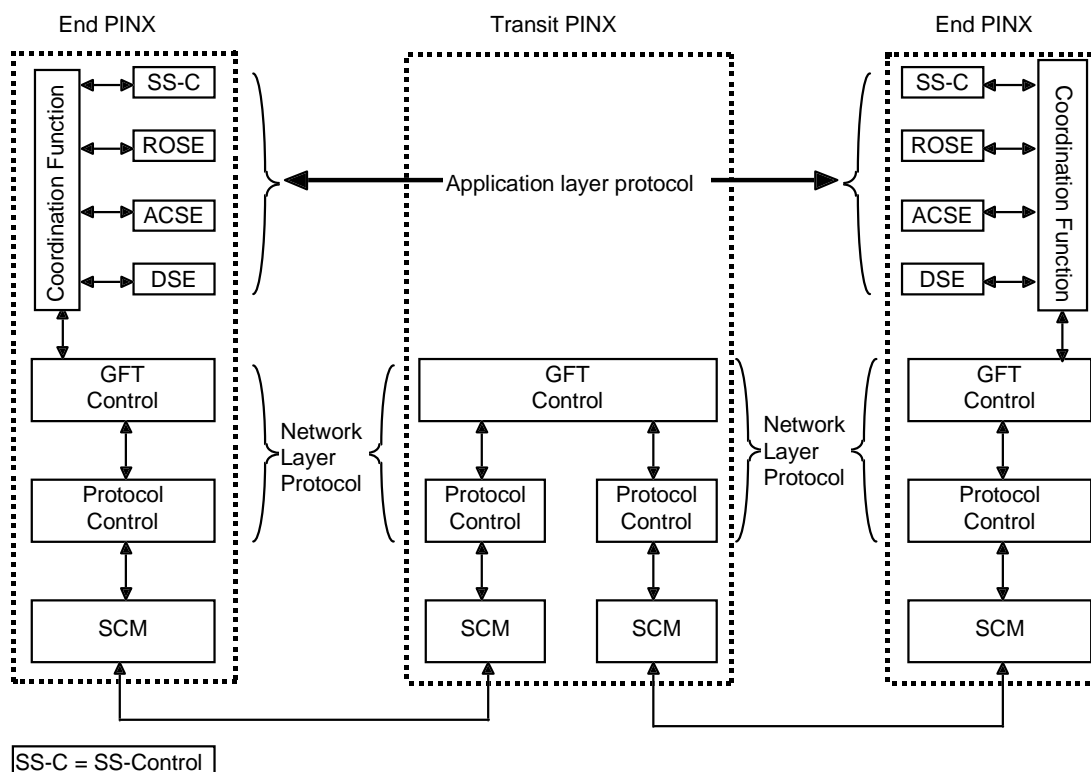 End PINX
Transit PINX
End PINX
Coordination Function
SS-C
ROSE
ACSE
DSE
Application layer protocol
SS-C
ROSE
ACSE
DSE
Coordination Function
GFT
Control
Network
Layer
Protocol
GFT
Control
Network
Layer
Protocol
GFT
Control
Protocol
Control
Protocol
Control
Protocol
Control
Protocol
Control
SCM
SCM
SCM
SCM
SS-C = SS-Control